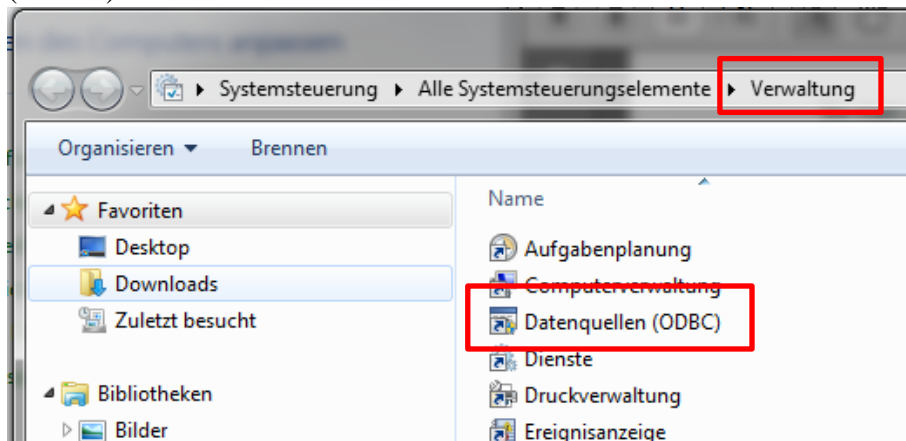 Systemsteuerung ▸ Alle Systemsteuerungselemente ▸ Verwaltung
Organisieren Brennen
Name
Favoriten
Desktop
Downloads
Zuletzt besucht
Bibliotheken
Bilder
Aufgabenplanung
Computerverwaltung
Datenquellen (ODBC)
Dienste
Druckverwaltung
Ereignisanzeige